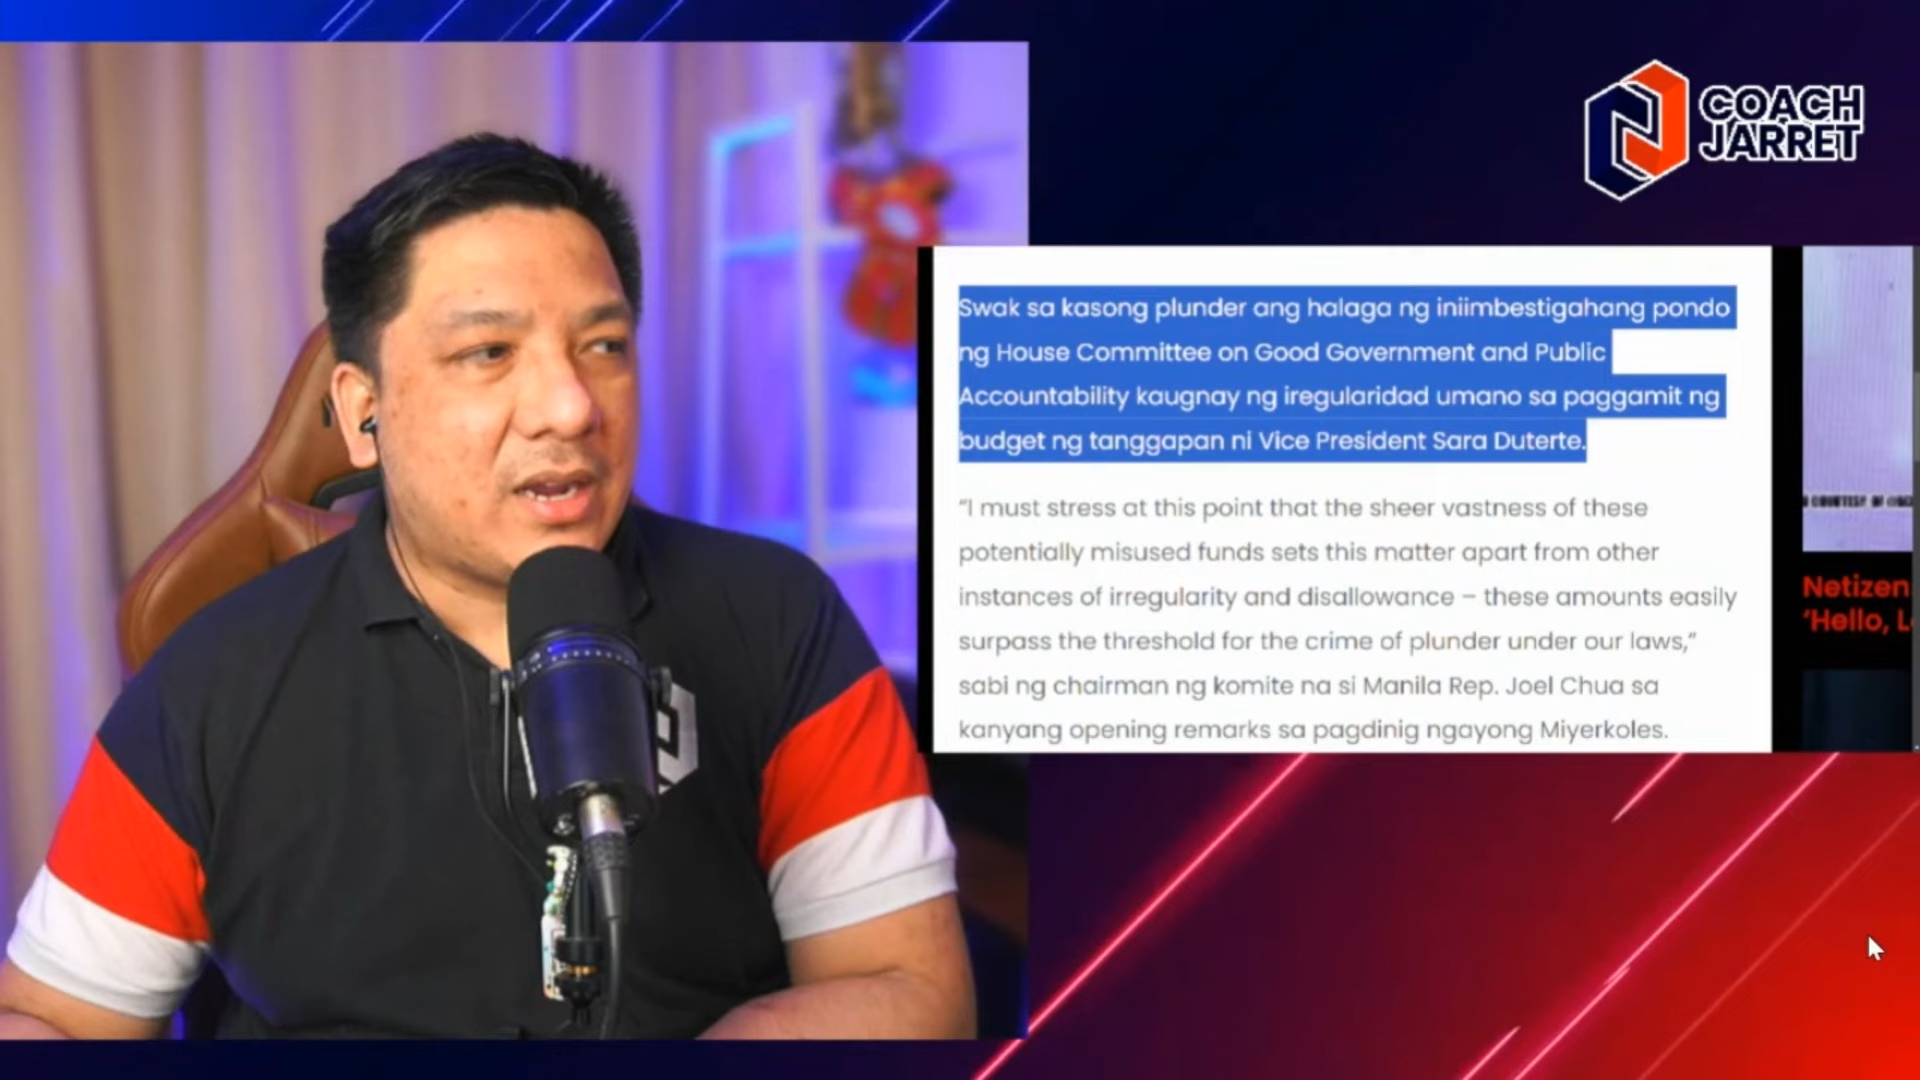 COACH
JARRET
Swak sa kasong plunder ang halaga ng iniimbestigahang pondo
ng House Committee on Good Government and Public
Accountability kaugnay ng iregularidad umano sa paggamit ng
budget ng tanggapan ni Vice President Sara Duterte.
“I must stress at this point that the sheer vastness of these
potentially misused funds sets this matter apart from other
instances of irregularity and disallowance – these amounts easily
surpass the threshold for the crime of plunder under our laws,”
sabi ng chairman ng komite na si Manila Rep. Joel Chua sa
kanyang opening remarks sa pagdinig ngayong Miyerkoles.
COURTESY OF
Netizen
‘Hello, L